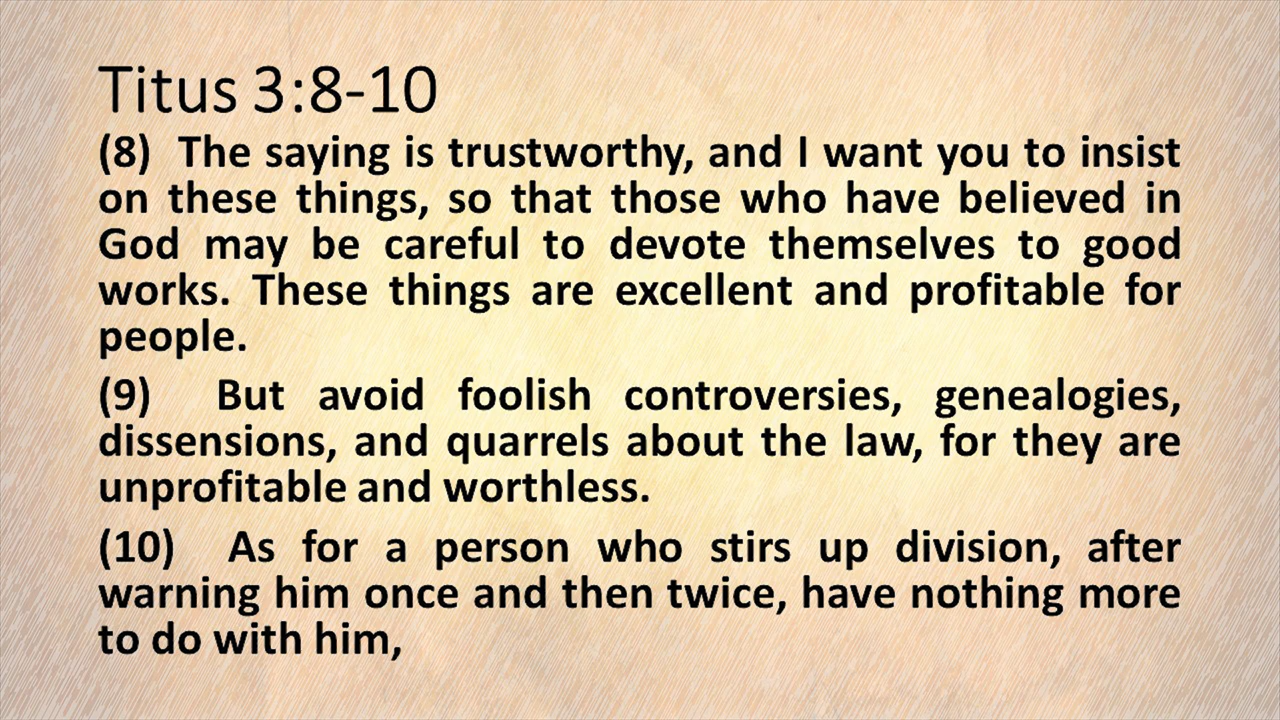 Titus 3:8-10
(8)  The saying is trustworthy, and I want you to insist
on these things, so that those who have believed in
God may be careful to devote themselves to good
works. These things are excellent and profitable for
people.
(9)  But avoid foolish controversies, genealogies,
dissensions, and quarrels about the law, for they are
unprofitable and worthless.
(10)  As for a person who stirs up division, after
warning him once and then twice, have nothing more
to do with him,